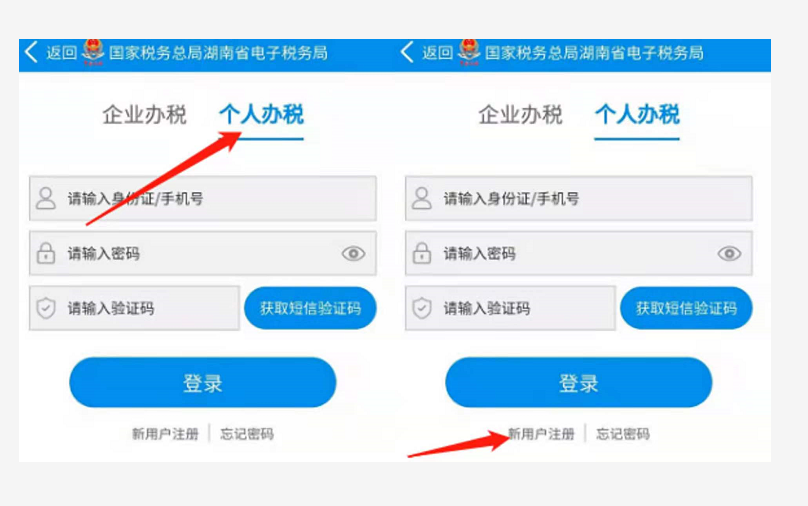 返回 国家税务总局湖南省电子税务局
企业办税 个人办税
请输入身份证/手机号
请输入密码
请输入验证码 获取短信验证码
登录
新用户注册 忘记密码
返回 国家税务总局湖南省电子税务局
企业办税 个人办税
请输入身份证/手机号
请输入密码
请输入验证码 获取短信验证码
登录
新用户注册 忘记密码